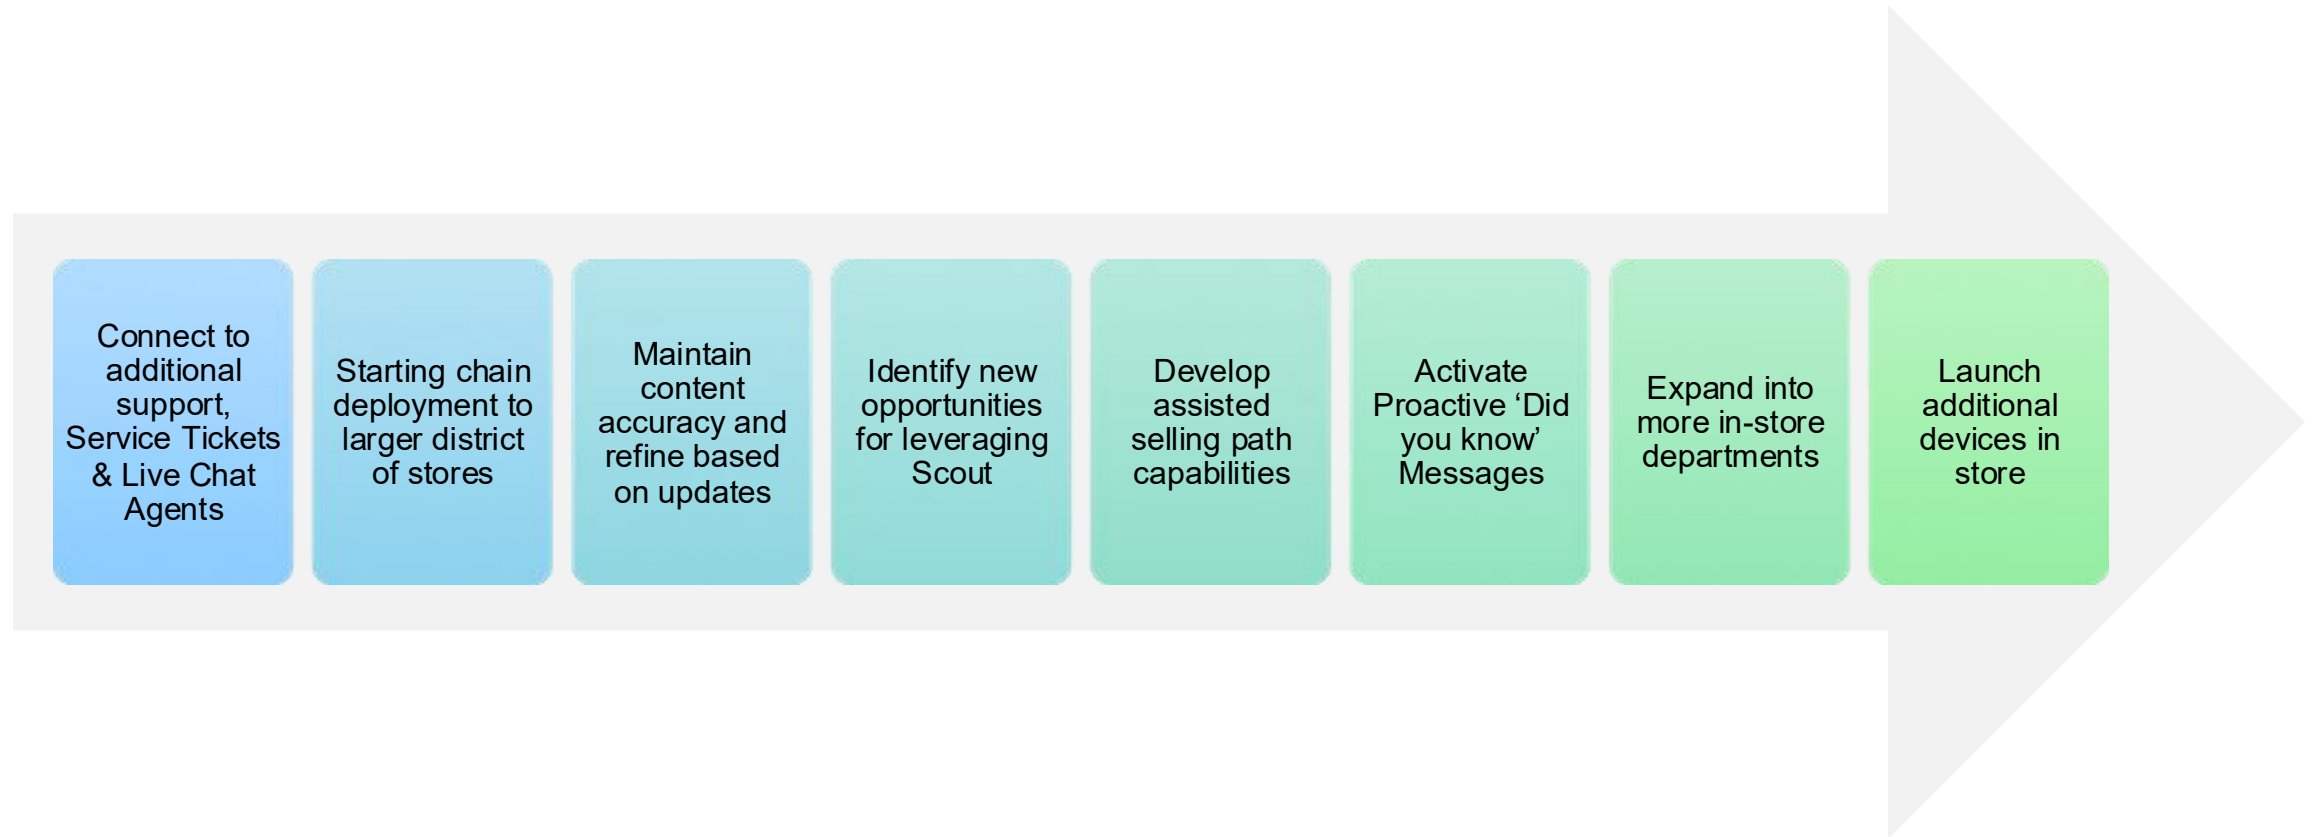 Connect to
additional
support,
Service Tickets
& Live Chat
Agents
Starting chain
deployment to
larger district
of stores
Maintain
content
accuracy and
refine based
on updates
Identify new
opportunities
for leveraging
Scout
Develop
assisted
selling path
capabilities
Activate
Proactive ‘Did
you know’
Messages
Expand into
more in-store
departments
Launch
additional
devices in
store